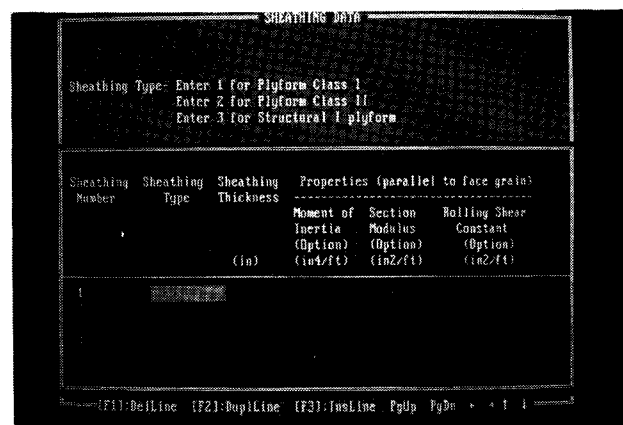 SHEATHING DATA
Sheathing Type- Enter 1 for Plyform Class I
Enter 2 for Plyform Class II
Enter 3 for Structural I plyform
Sheathing Sheathing Sheathing Properties (parallel to face grain)
Number Type Thickness
Moment of Section Rolling Shear
Inertia Modulus Constant
(Option) (Option) (Option)
(in) (in4/ft) (in2/ft) (in2/ft)
1
[F1]:DelLine [F2]:DuplLine [F3]:InsLine PgUp PgDn